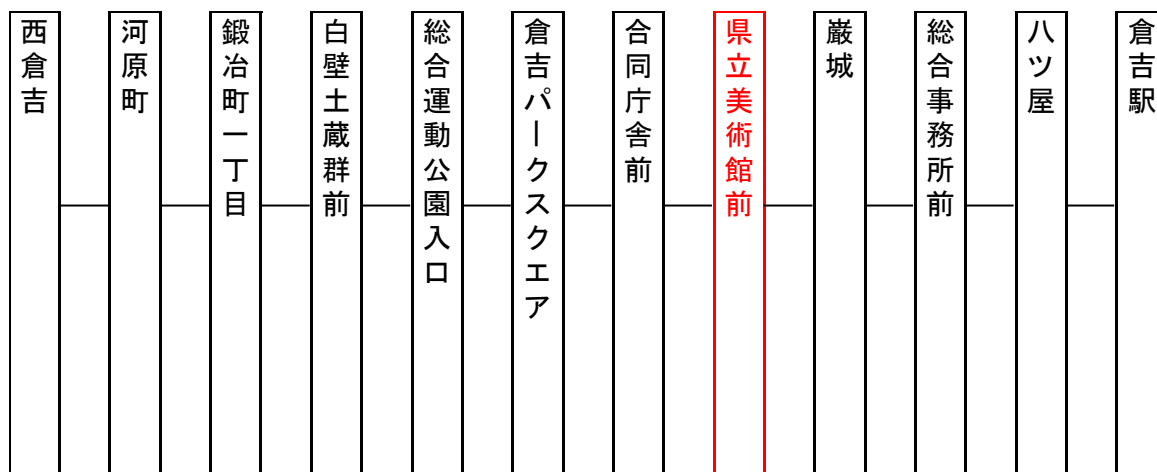 西倉吉
河原町
鍛冶町一丁目
白壁土蔵群前
総合運動公園入口
倉吉パークスクエア
合同庁舎前
県立美術館前
巌城
総合事務所前
八ツ屋
倉吉駅